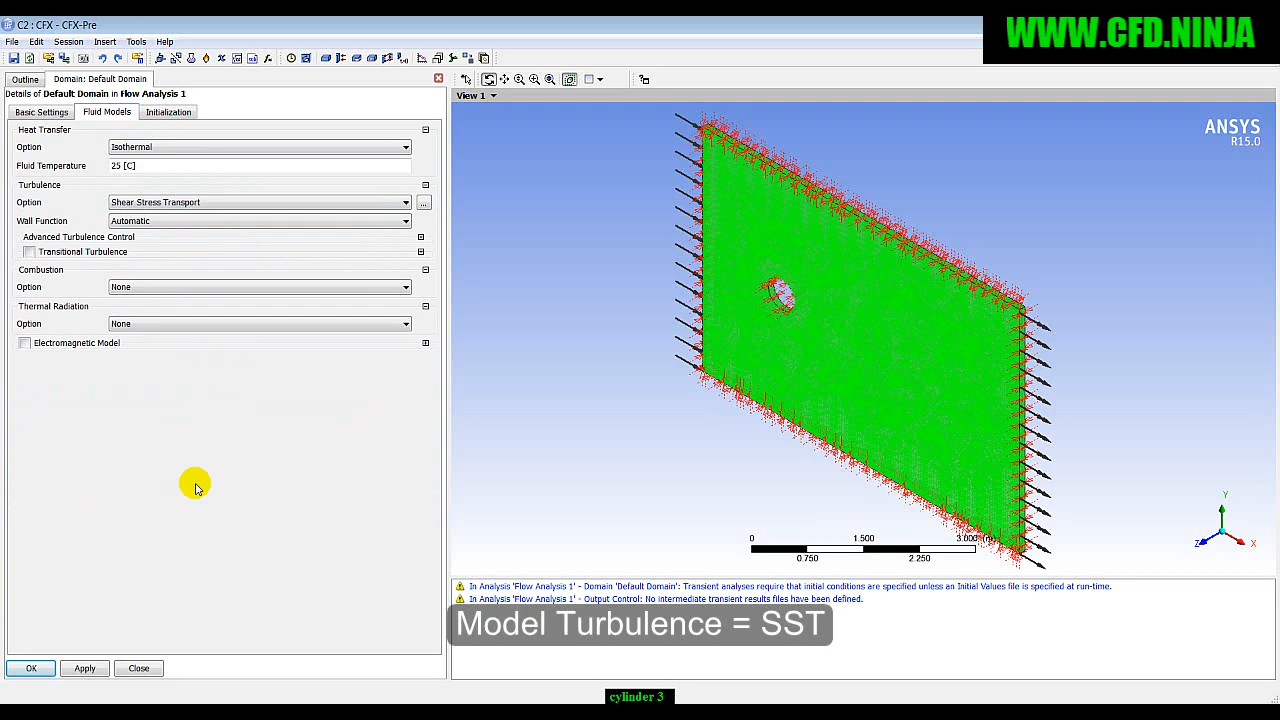 C2 : CFX - CFX-Pre
WWW.CFD.NINJA
File Edit Session Insert Tools Help
Outline Domain: Default Domain
Details of Default Domain in Flow Analysis 1
View 1
Basic Settings Fluid Models Initialization
Heat Transfer
Option Isothermal
Fluid Temperature 25 [C]
Turbulence
Option Shear Stress Transport ...
Wall Function Automatic
Advanced Turbulence Control
Transitional Turbulence
Combustion
Option None
Thermal Radiation
Option None
Electromagnetic Model
ANSYS
R15.0
Y
Z X
0 1.500 3.000
0.750 2.250
In Analysis 'Flow Analysis 1' - Domain 'Default Domain': Transient analyses require that initial conditions are specified unless an Initial Values file is specified at run-time.
In Analysis 'Flow Analysis 1' - Output Control: No intermediate transient results files have been defined.
Model Turbulence = SST
OK Apply Close
cylinder 3